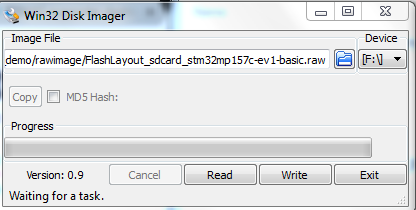 Win32 Disk Imager
Image File
Device
demo/rawimage/FlashLayout_sdcard_stm32mp157c-ev1-basic.raw
[F:\]
Copy
MD5 Hash:
Progress
Version: 0.9
Cancel
Read
Write
Exit
Waiting for a task.